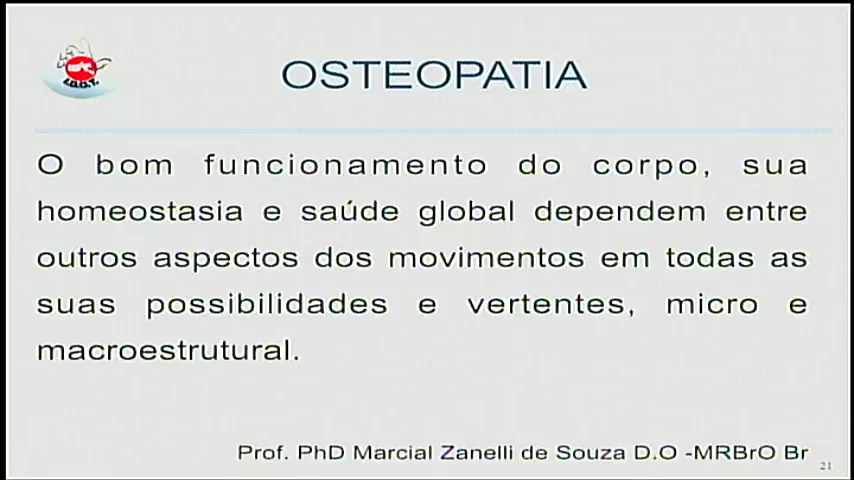 OSTEOPATIA
O bom funcionamento do corpo, sua
homeostasia e saúde global dependem entre
outros aspectos dos movimentos em todas as
suas possibilidades e vertentes, micro e
macroestrutural.
Prof. PhD Marcial Zanelli de Souza D.O -MRBrO Br
21